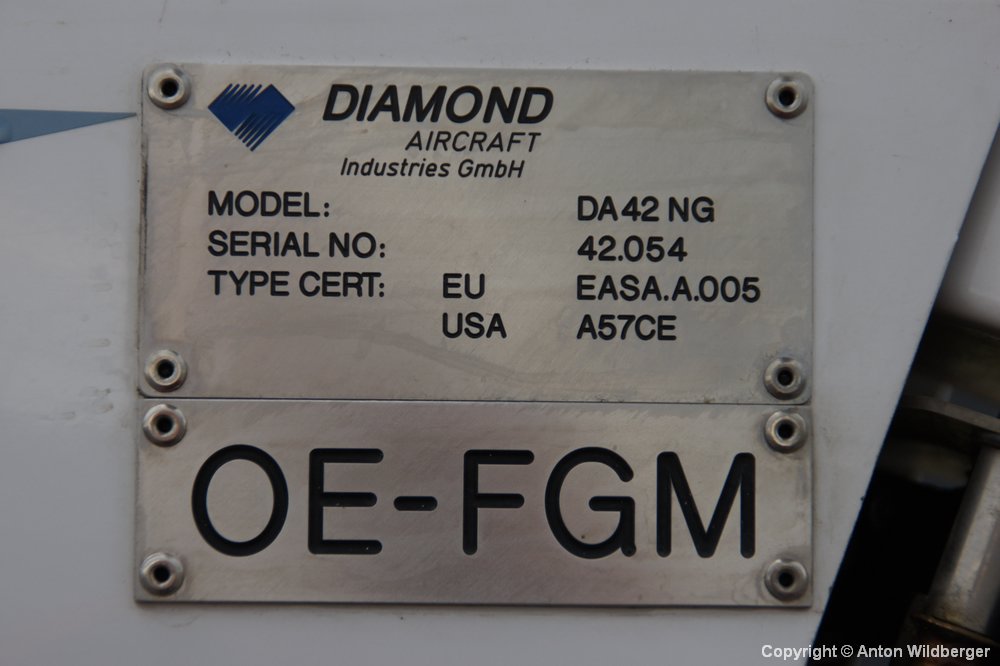 DIAMOND
AIRCRAFT
Industries GmbH
MODEL: DA42 NG
SERIAL NO: 42.054
TYPE CERT: EU EASA.A.005
USA A57CE
OE-FGM
Copyright © Anton Wildberger